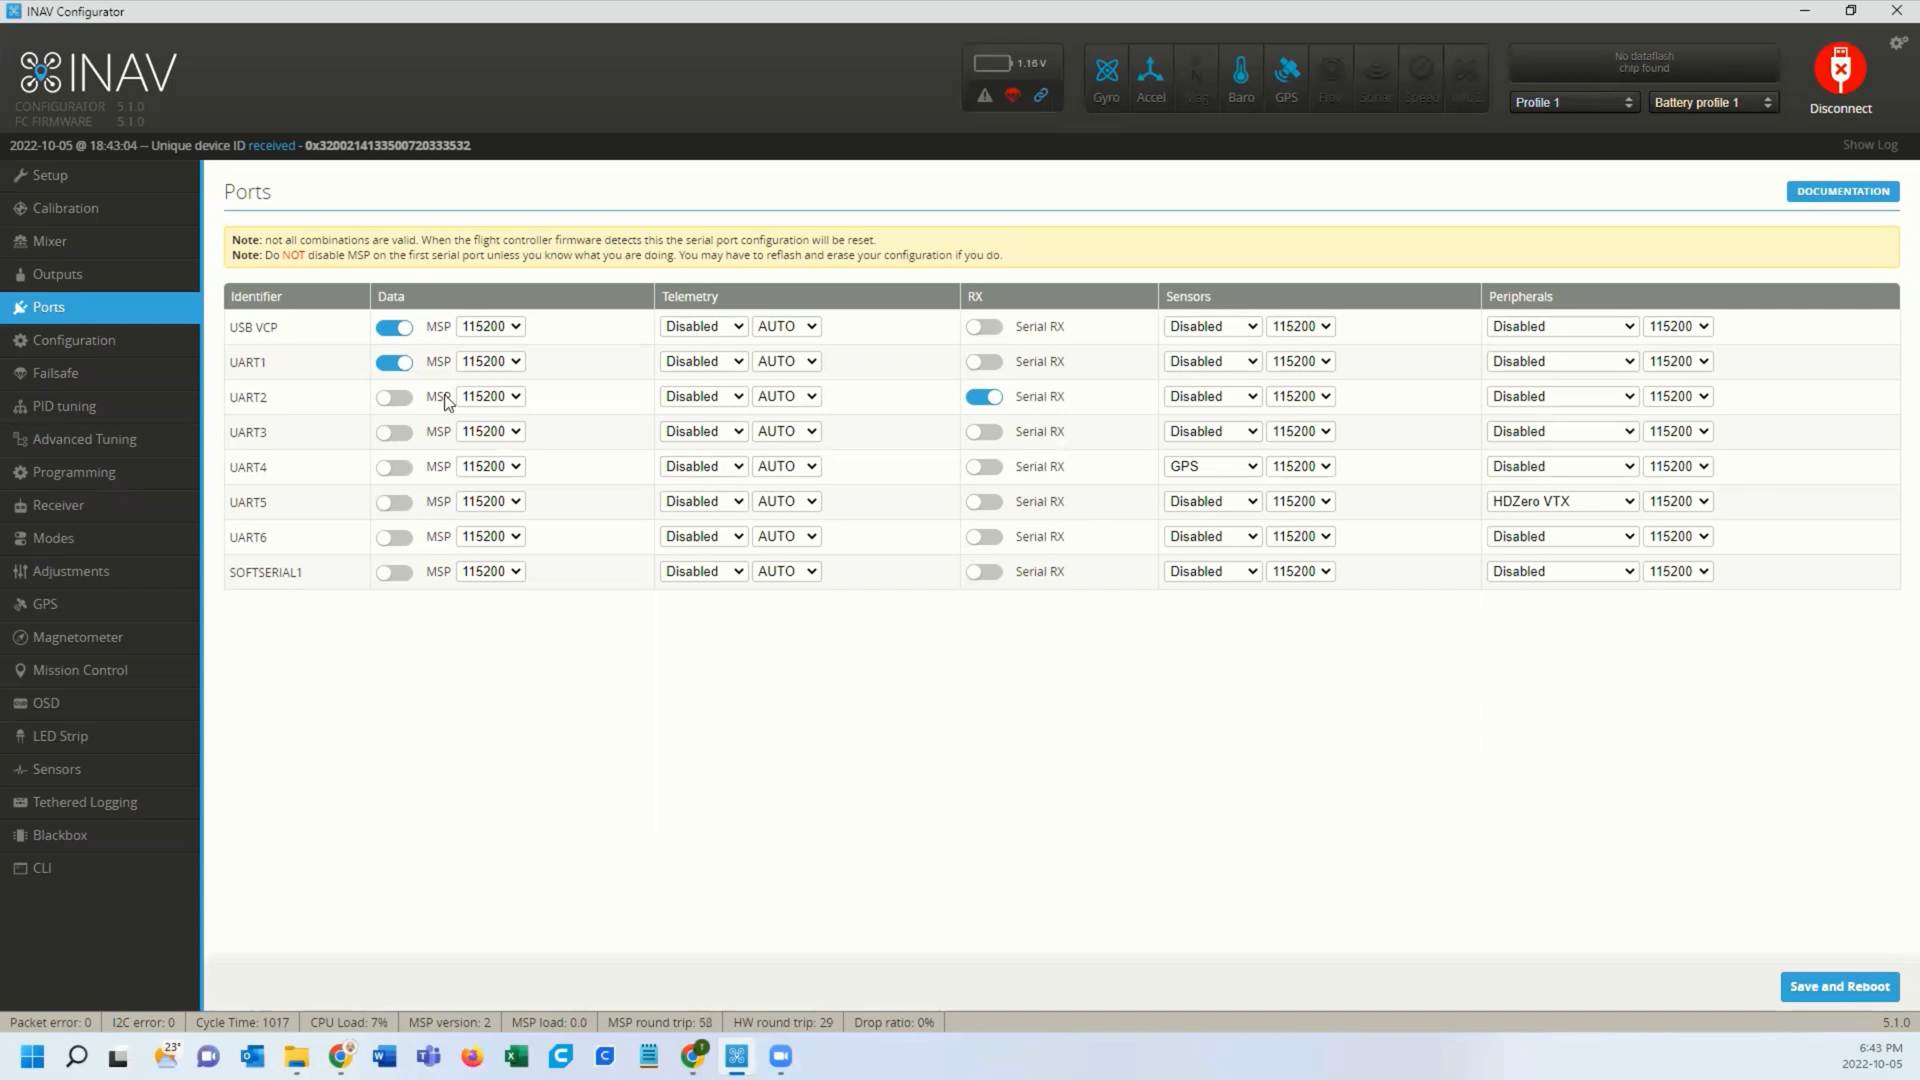 INAV Configurator
INAV
CONFIGURATOR 5.1.0
FC FIRMWARE 5.1.0
1.16 V
Gyro Accel Mag Baro GPS Flow Sonar Speed
No dataflash
chip found
Profile 1 Battery profile 1
Disconnect
2022-10-05 @ 18:43:04 -- Unique device ID received - 0x3200214133500720333532
Show Log
Setup
Calibration
Mixer
Outputs
Ports
Configuration
Failsafe
PID tuning
Advanced Tuning
Programming
Receiver
Modes
Adjustments
GPS
Magnetometer
Mission Control
OSD
LED Strip
Sensors
Tethered Logging
Blackbox
CLI
Ports
DOCUMENTATION
Note: not all combinations are valid. When the flight controller firmware detects this the serial port configuration will be reset.
Note: Do NOT disable MSP on the first serial port unless you know what you are doing. You may have to reflash and erase your configuration if you do.
Identifier Data Telemetry RX Sensors Peripherals
USB VCP MSP 115200 Disabled AUTO Serial RX Disabled 115200 Disabled 115200
UART1 MSP 115200 Disabled AUTO Serial RX Disabled 115200 Disabled 115200
UART2 MSP 115200 Disabled AUTO Serial RX Disabled 115200 Disabled 115200
UART3 MSP 115200 Disabled AUTO Serial RX Disabled 115200 Disabled 115200
UART4 MSP 115200 Disabled AUTO Serial RX GPS 115200 Disabled 115200
UART5 MSP 115200 Disabled AUTO Serial RX Disabled 115200 HDZero VTX 115200
UART6 MSP 115200 Disabled AUTO Serial RX Disabled 115200 Disabled 115200
SOFTSERIAL1 MSP 115200 Disabled AUTO Serial RX Disabled 115200 Disabled 115200
Save and Reboot
Packet error: 0 I2C error: 0 Cycle Time: 1017 CPU Load: 7% MSP version: 2 MSP load: 0.0 MSP round trip: 58 HW round trip: 29 Drop ratio: 0% 5.1.0
23°
6:43 PM
2022-10-05